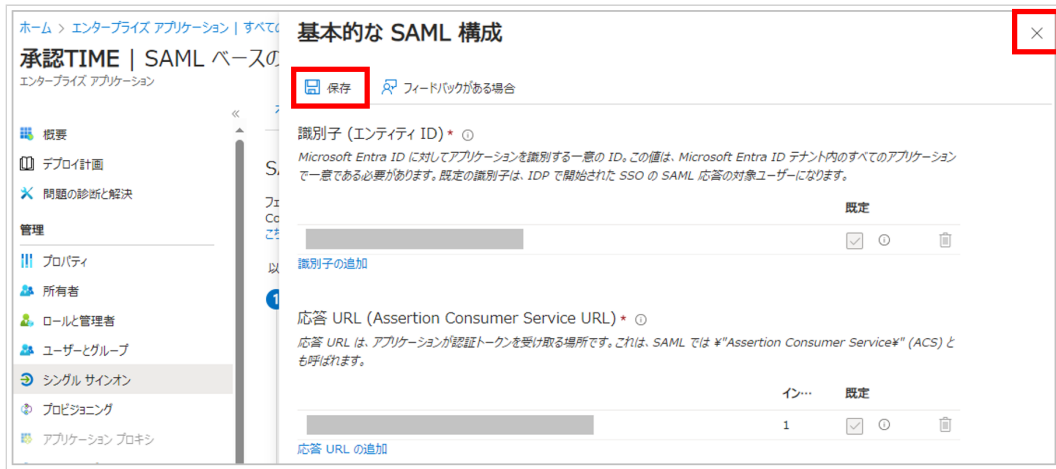 ホーム > エンタープライズ アプリケーション | すべて
承認TIME | SAML ベースの
エンタープライズ アプリケーション
概要
デプロイ計画
問題の診断と解決
管理
プロパティ
所有者
ロールと管理者
ユーザーとグループ
シングル サインオン
プロビジョニング
アプリケーション プロキシ
フェ
Co
こち
以
1
基本的な SAML 構成
保存 フィードバックがある場合
識別子 (エンティティ ID) *
Microsoft Entra ID に対してアプリケーションを識別する一意の ID。この値は、Microsoft Entra ID テナント内のすべてのアプリケーション
で一意である必要があります。既定の識別子は、IDP で開始された SSO の SAML 応答の対象ユーザーになります。
既定
識別子の追加
応答 URL (Assertion Consumer Service URL) *
応答 URL は、アプリケーションが認証トークンを受け取る場所です。これは、SAML では ¥"Assertion Consumer Service¥" (ACS) と
も呼ばれます。
イン… 既定
1
応答 URL の追加